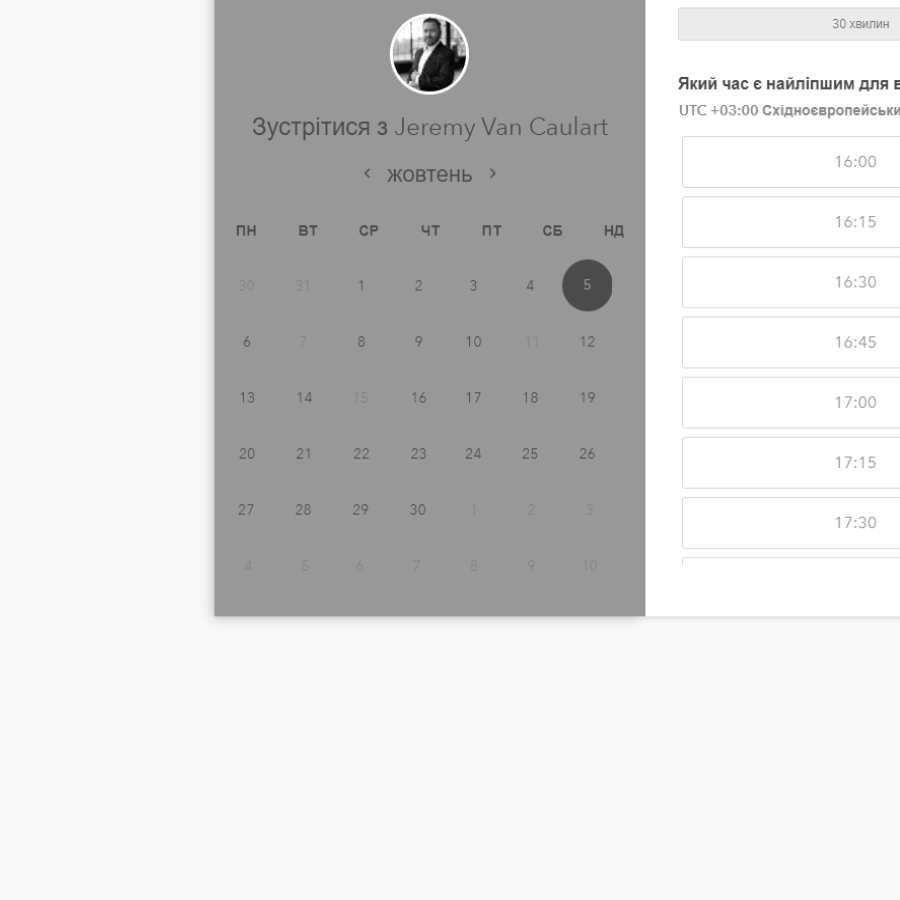 Зустрітися з Jeremy Van Caulart
‹ жовтень ›
ПН ВТ СР ЧТ ПТ СБ НД
30 31 1 2 3 4 5
6 7 8 9 10 11 12
13 14 15 16 17 18 19
20 21 22 23 24 25 26
27 28 29 30 1 2 3
4 5 6 7 8 9 10
30 хвилин
Який час є найліпшим для
UTC +03:00
16:00
16:15
16:30
16:45
17:00
17:15
17:30